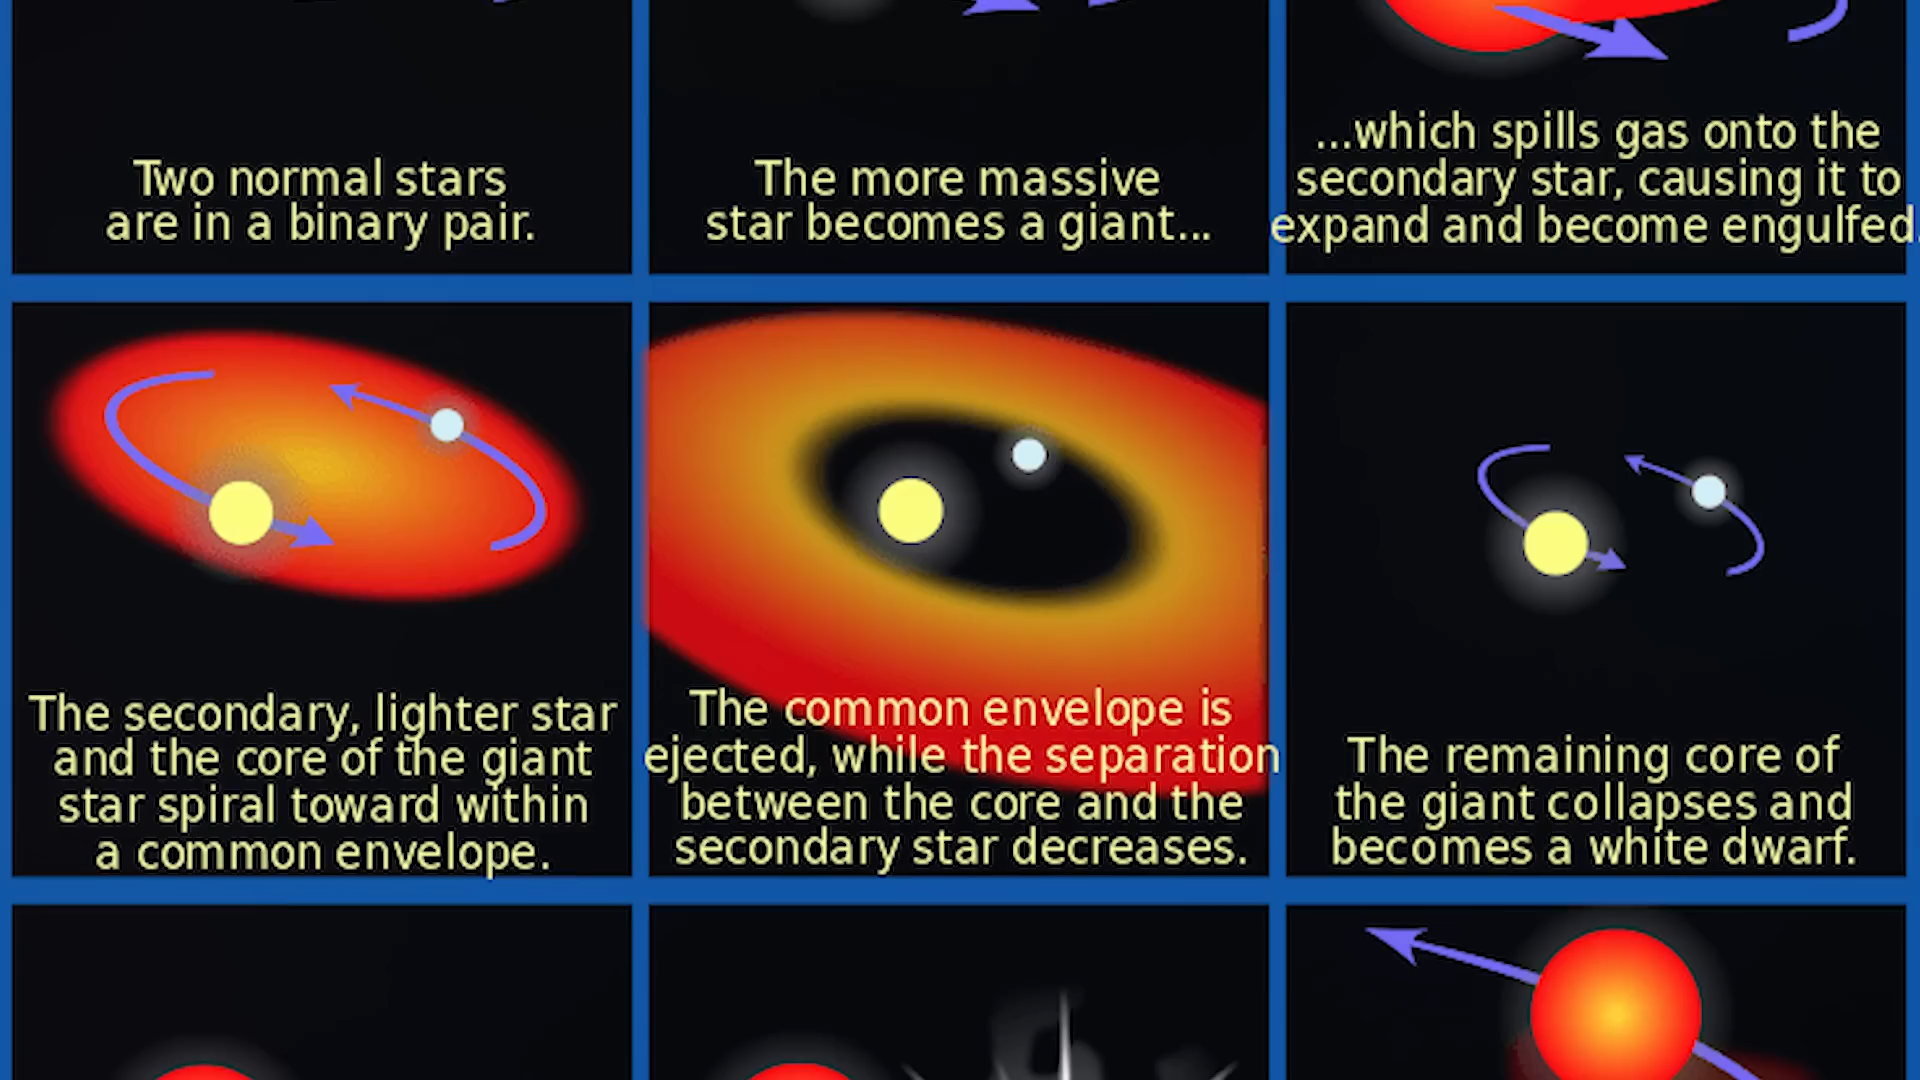 Two normal stars
are in a binary pair.
The more massive
star becomes a giant...
...which spills gas onto the
secondary star, causing it to
expand and become engulfed.
The secondary, lighter star
and the core of the giant
star spiral toward within
a common envelope.
The common envelope is
ejected, while the separation
between the core and the
secondary star decreases.
The remaining core of
the giant collapses and
becomes a white dwarf.